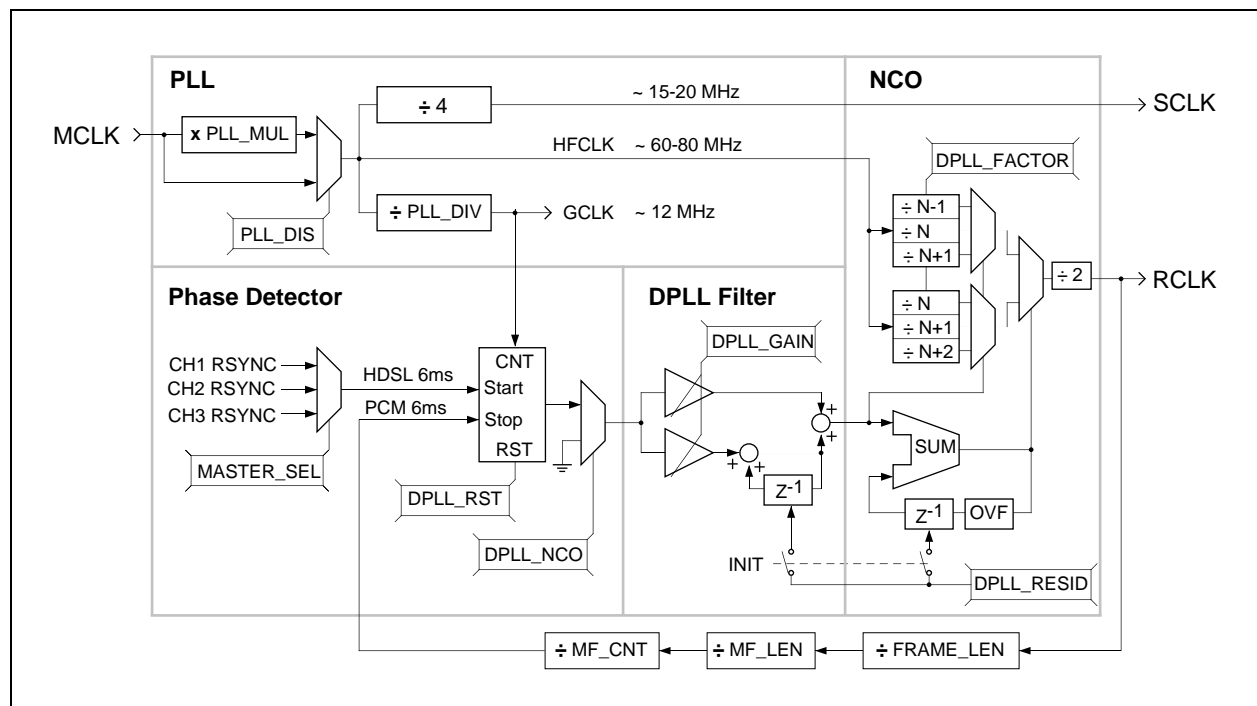 PLL
NCO
÷ 4
~ 15-20 MHz
SCLK
MCLK
x PLL_MUL
HFCLK ~ 60-80 MHz
DPLL_FACTOR
÷ PLL_DIV
GCLK ~ 12 MHz
PLL_DIS
÷ N-1
÷ N
÷ N+1
÷ 2
RCLK
Phase Detector
DPLL Filter
÷ N
÷ N+1
÷ N+2
DPLL_GAIN
CH1 RSYNC
CH2 RSYNC
CH3 RSYNC
HDSL 6ms
PCM 6ms
CNT
Start
Stop
RST
+
+
+
+
SUM
MASTER_SEL
DPLL_RST
Z-1
Z-1
OVF
DPLL_NCO
INIT
DPLL_RESID
÷ MF_CNT
÷ MF_LEN
÷ FRAME_LEN